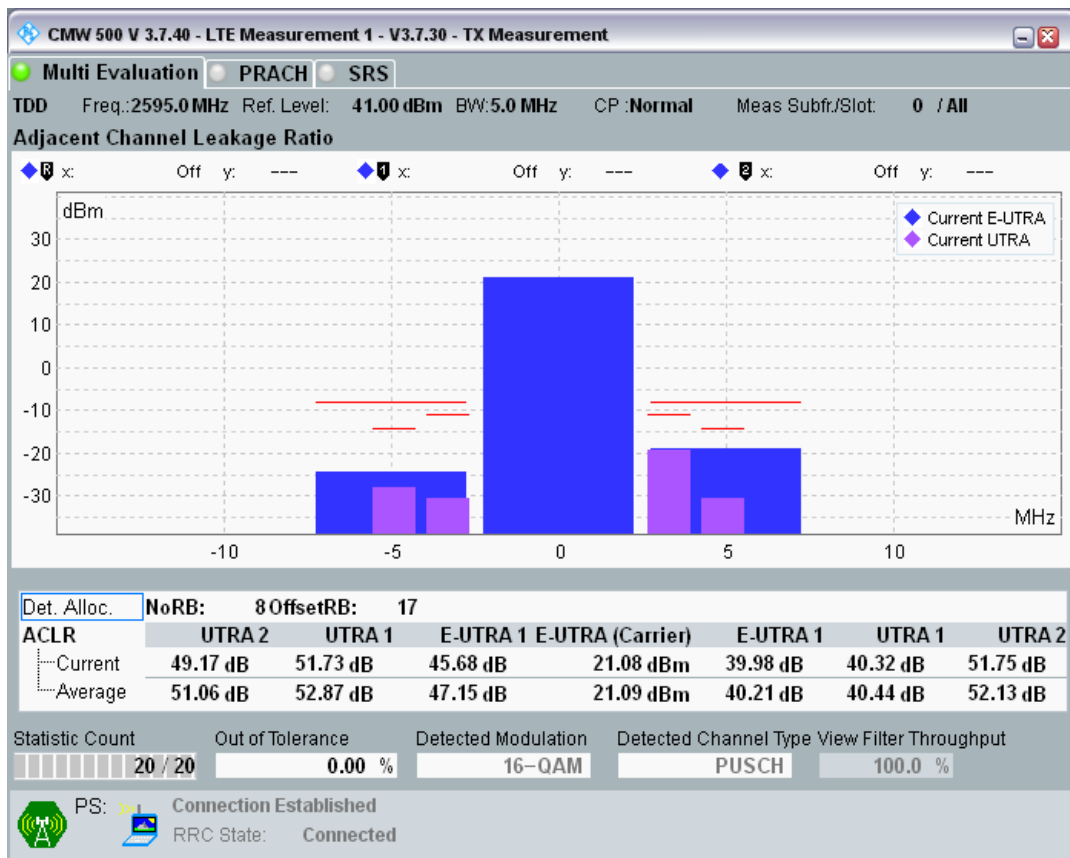 CMW 500 V 3.7.40 - LTE Measurement 1 - V3.7.30 - TX Measurement
Multi Evaluation PRACH SRS
TDD Freq.:2595.0 MHz Ref. Level: 41.00 dBm BW:5.0 MHz CP :Normal Meas Subfr./Slot: 0 / All
Adjacent Channel Leakage Ratio
R x: Off y: --- 1 x: Off y: --- 2 x: Off y: ---
dBm
Current E-UTRA
Current UTRA
30
20
10
0
-10
-20
-30
MHz
-10 -5 0 5 10
Det. Alloc. NoRB: 8 OffsetRB: 17
ACLR UTRA 2 UTRA 1 E-UTRA 1 E-UTRA (Carrier) E-UTRA 1 UTRA 1 UTRA 2
Current 49.17 dB 51.73 dB 45.68 dB 21.08 dBm 39.98 dB 40.32 dB 51.75 dB
Average 51.06 dB 52.87 dB 47.15 dB 21.09 dBm 40.21 dB 40.44 dB 52.13 dB
Statistic Count Out of Tolerance Detected Modulation Detected Channel Type View Filter Throughput
20 / 20 0.00 % 16-QAM PUSCH 100.0 %
PS: Connection Established
RRC State: Connected